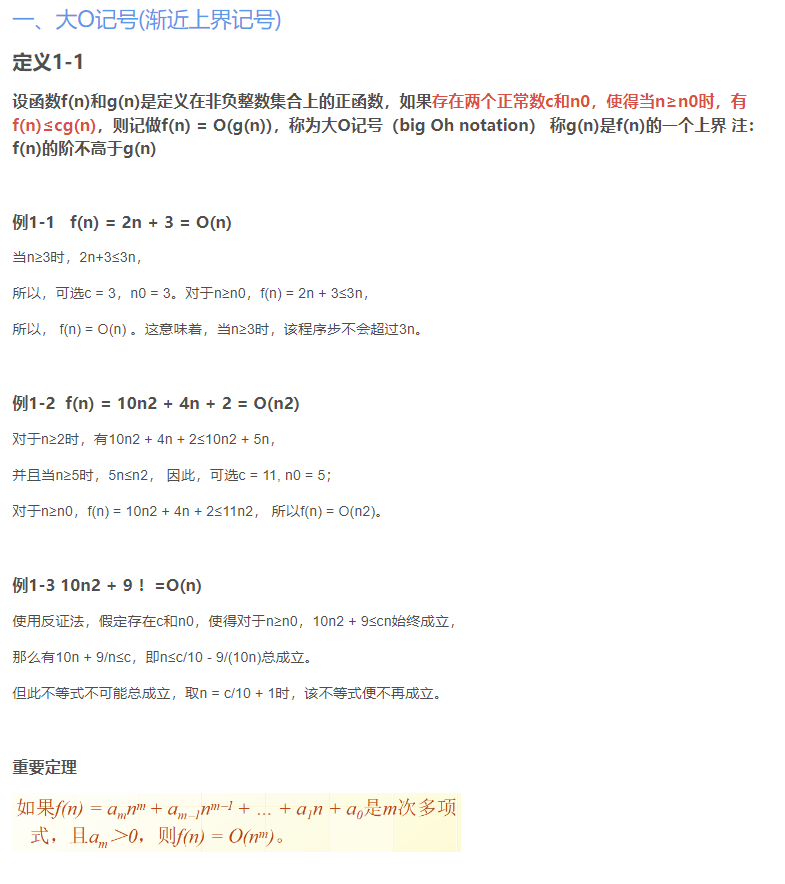 一、大O记号(渐近上界记号)
定义1-1
设函数f(n)和g(n)是定义在非负整数集合上的正函数，如果存在两个正常数c和n0，使得当n≥n0时，有
f(n)≤cg(n)，则记做f(n) = O(g(n))，称为大O记号（big Oh notation） 称g(n)是f(n)的一个上界 注：
f(n)的阶不高于g(n)
例1-1 f(n) = 2n + 3 = O(n)
当n≥3时，2n+3≤3n，
所以，可选c = 3，n0 = 3。对于n≥n0，f(n) = 2n + 3≤3n，
所以， f(n) = O(n) 。这意味着，当n≥3时，该程序步不会超过3n。
例1-2 f(n) = 10n2 + 4n + 2 = O(n2)
对于n≥2时，有10n2 + 4n + 2≤10n2 + 5n，
并且当n≥5时，5n≤n2， 因此，可选c = 11, n0 = 5；
对于n≥n0，f(n) = 10n2 + 4n + 2≤11n2， 所以f(n) = O(n2)。
例1-3 10n2 + 9！=O(n)
使用反证法，假定存在c和n0，使得对于n≥n0，10n2 + 9≤cn始终成立，
那么有10n + 9/n≤c，即n≤c/10 - 9/(10n)总成立。
但此不等式不可能总成立，取n = c/10 + 1时，该不等式便不再成立。
重要定理
如果f(n) = aₘnᵐ + aₘ₋₁nᵐ⁻¹ + ... + a₁n + a₀是m次多项
式，且aₘ＞0，则f(n) = O(nᵐ)。